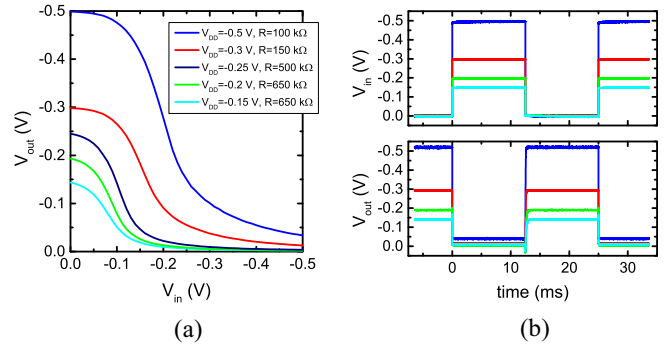 -0.5
-0.4
-0.3
-0.2
-0.1
0.0
V_out (V)
0.0 -0.1 -0.2 -0.3 -0.4 -0.5
V_in (V)
V_DD=-0.5 V, R=100 kΩ
V_DD=-0.3 V, R=150 kΩ
V_DD=-0.25 V, R=500 kΩ
V_DD=-0.2 V, R=650 kΩ
V_DD=-0.15 V, R=650 kΩ
(a)
-0.5
-0.4
-0.3
-0.2
-0.1
0.0
V_in (V)
-0.5
-0.4
-0.3
-0.2
-0.1
0.0
V_out (V)
0 10 20 30
time (ms)
(b)